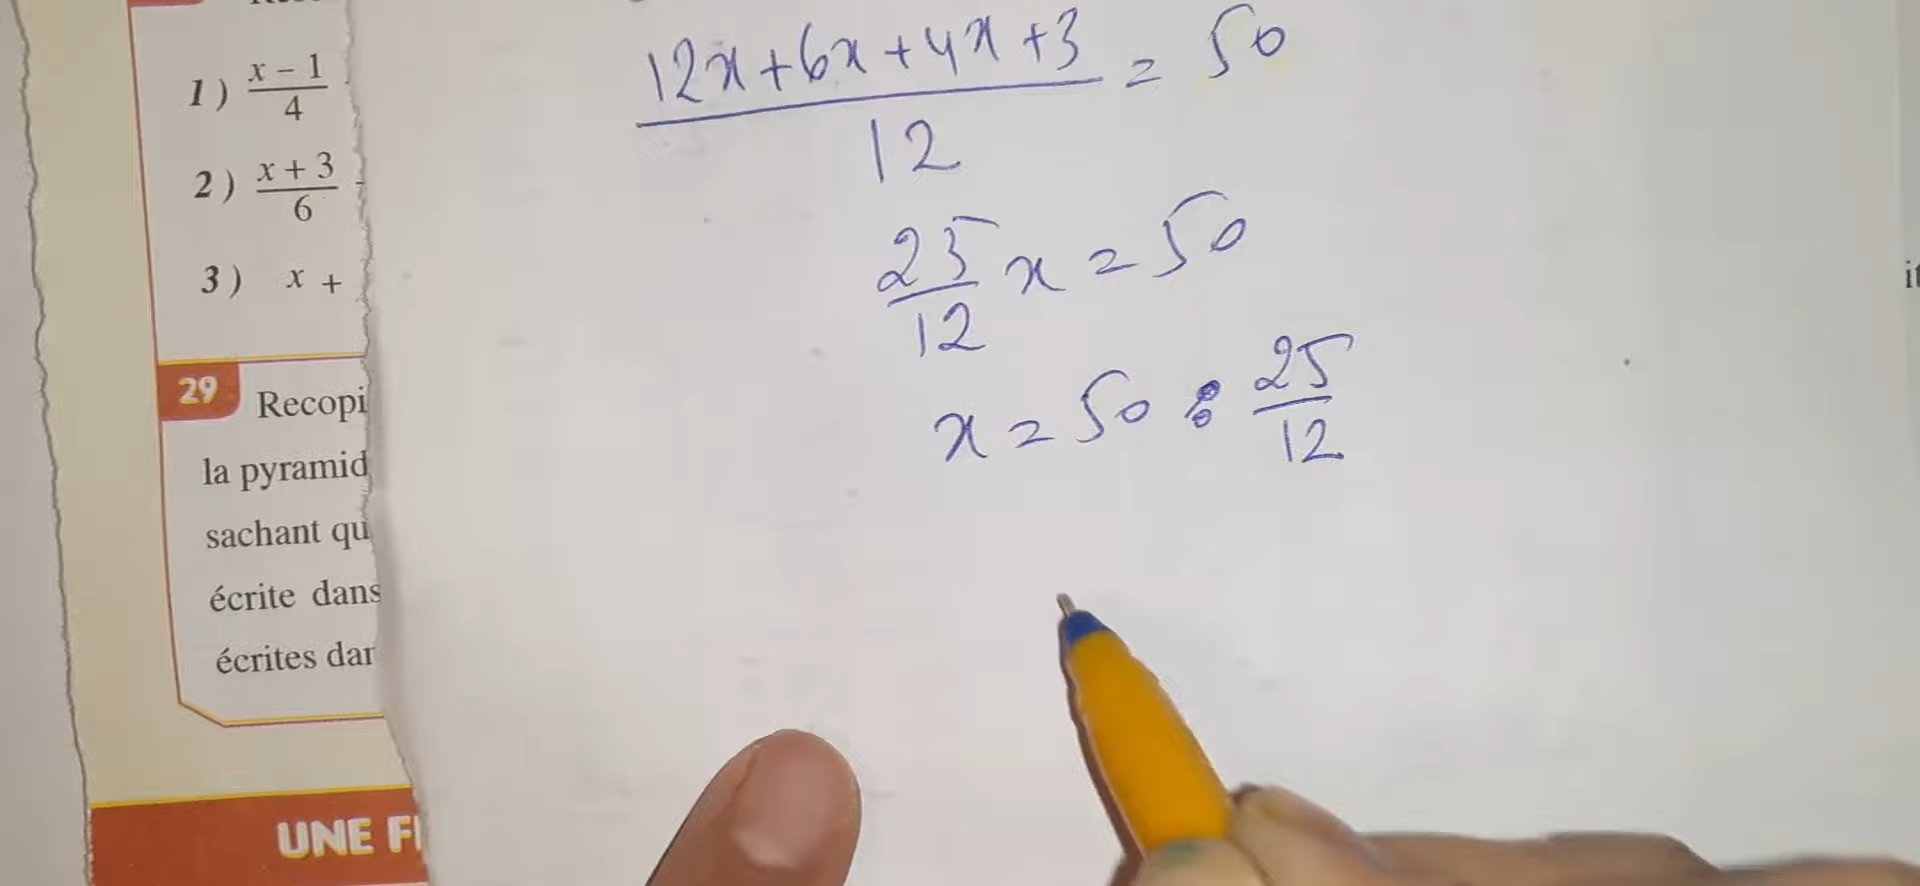 1) x – 1 / 4
2) x + 3 / 6
3) x +
29 Recopi
la pyramid
sachant qu
écrite dans
écrites dar
UNE F
12x+6x+4x+3 / 12 = 50
25/12 x = 50
x = 50 : 25/12
it